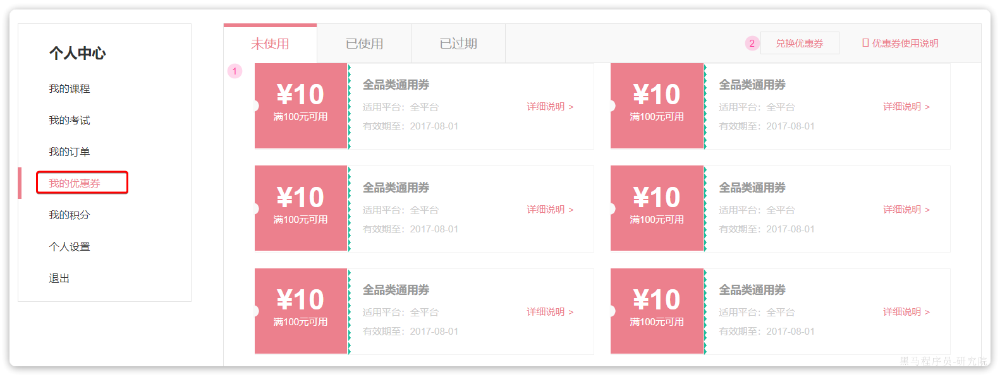 个人中心
我的课程
我的考试
我的订单
我的优惠券
我的积分
个人设置
退出
未使用
已使用
已过期
2
兑换优惠券
优惠券使用说明
1
¥10
满100元可用
全品类通用券
适用平台：全平台
有效期至：2017-08-01
详细说明 >
¥10
满100元可用
全品类通用券
适用平台：全平台
有效期至：2017-08-01
详细说明 >
¥10
满100元可用
全品类通用券
适用平台：全平台
有效期至：2017-08-01
详细说明 >
¥10
满100元可用
全品类通用券
适用平台：全平台
有效期至：2017-08-01
详细说明 >
¥10
满100元可用
全品类通用券
适用平台：全平台
有效期至：2017-08-01
详细说明 >
¥10
满100元可用
全品类通用券
适用平台：全平台
有效期至：2017-08-01
详细说明 >
黑马程序员-研究院